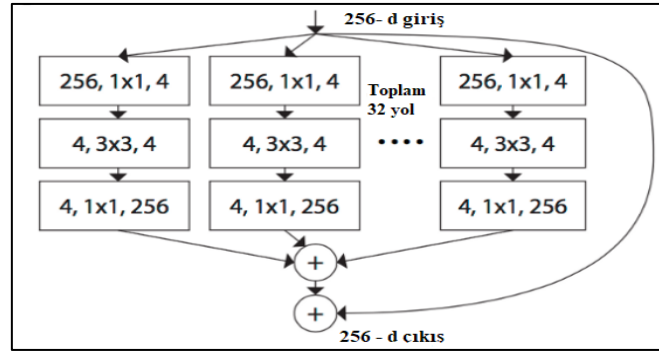 256- d giriş
256, 1x1, 4
256, 1x1, 4
256, 1x1, 4
Toplam
32 yol
4, 3x3, 4
4, 3x3, 4
....
4, 3x3, 4
4, 1x1, 256
4, 1x1, 256
4, 1x1, 256
+
+
256 - d çıkış